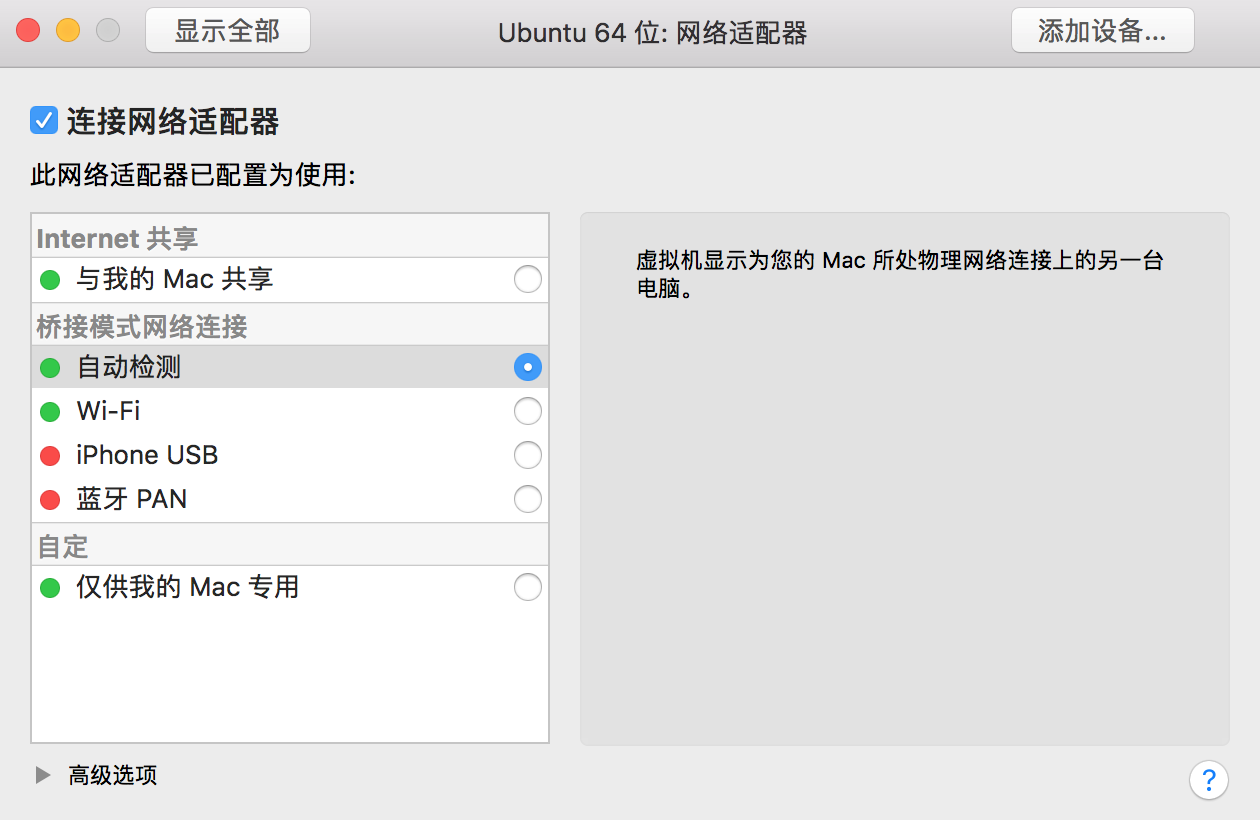 显示全部
Ubuntu 64 位: 网络适配器
添加设备...
连接网络适配器
此网络适配器已配置为使用:
Internet 共享
与我的 Mac 共享
桥接模式网络连接
自动检测
Wi-Fi
iPhone USB
蓝牙 PAN
自定
仅供我的 Mac 专用
虚拟机显示为您的 Mac 所处物理网络连接上的另一台
电脑。
高级选项
?